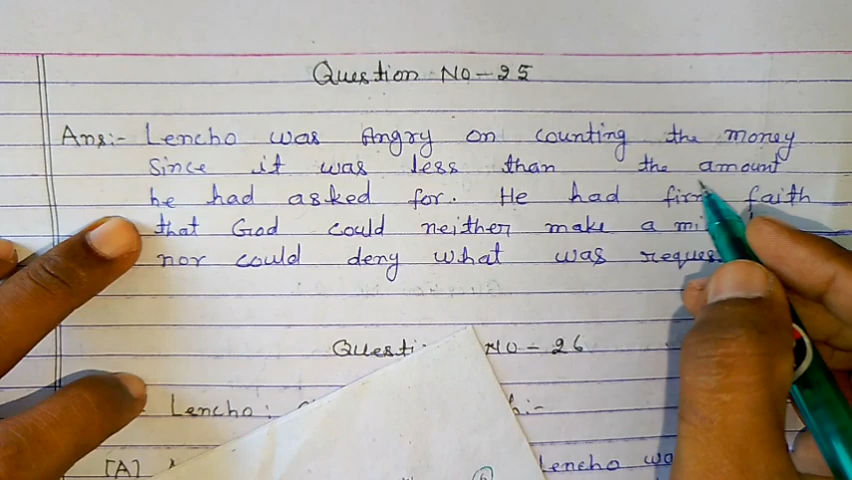 Question No-25
Ans:- Lencho was Angry on counting the money
Since it was less than the amount
he had asked for. He had faith
that God could neither make a
nor could deny what was
No-26
Lencho:
[A]
Lencho